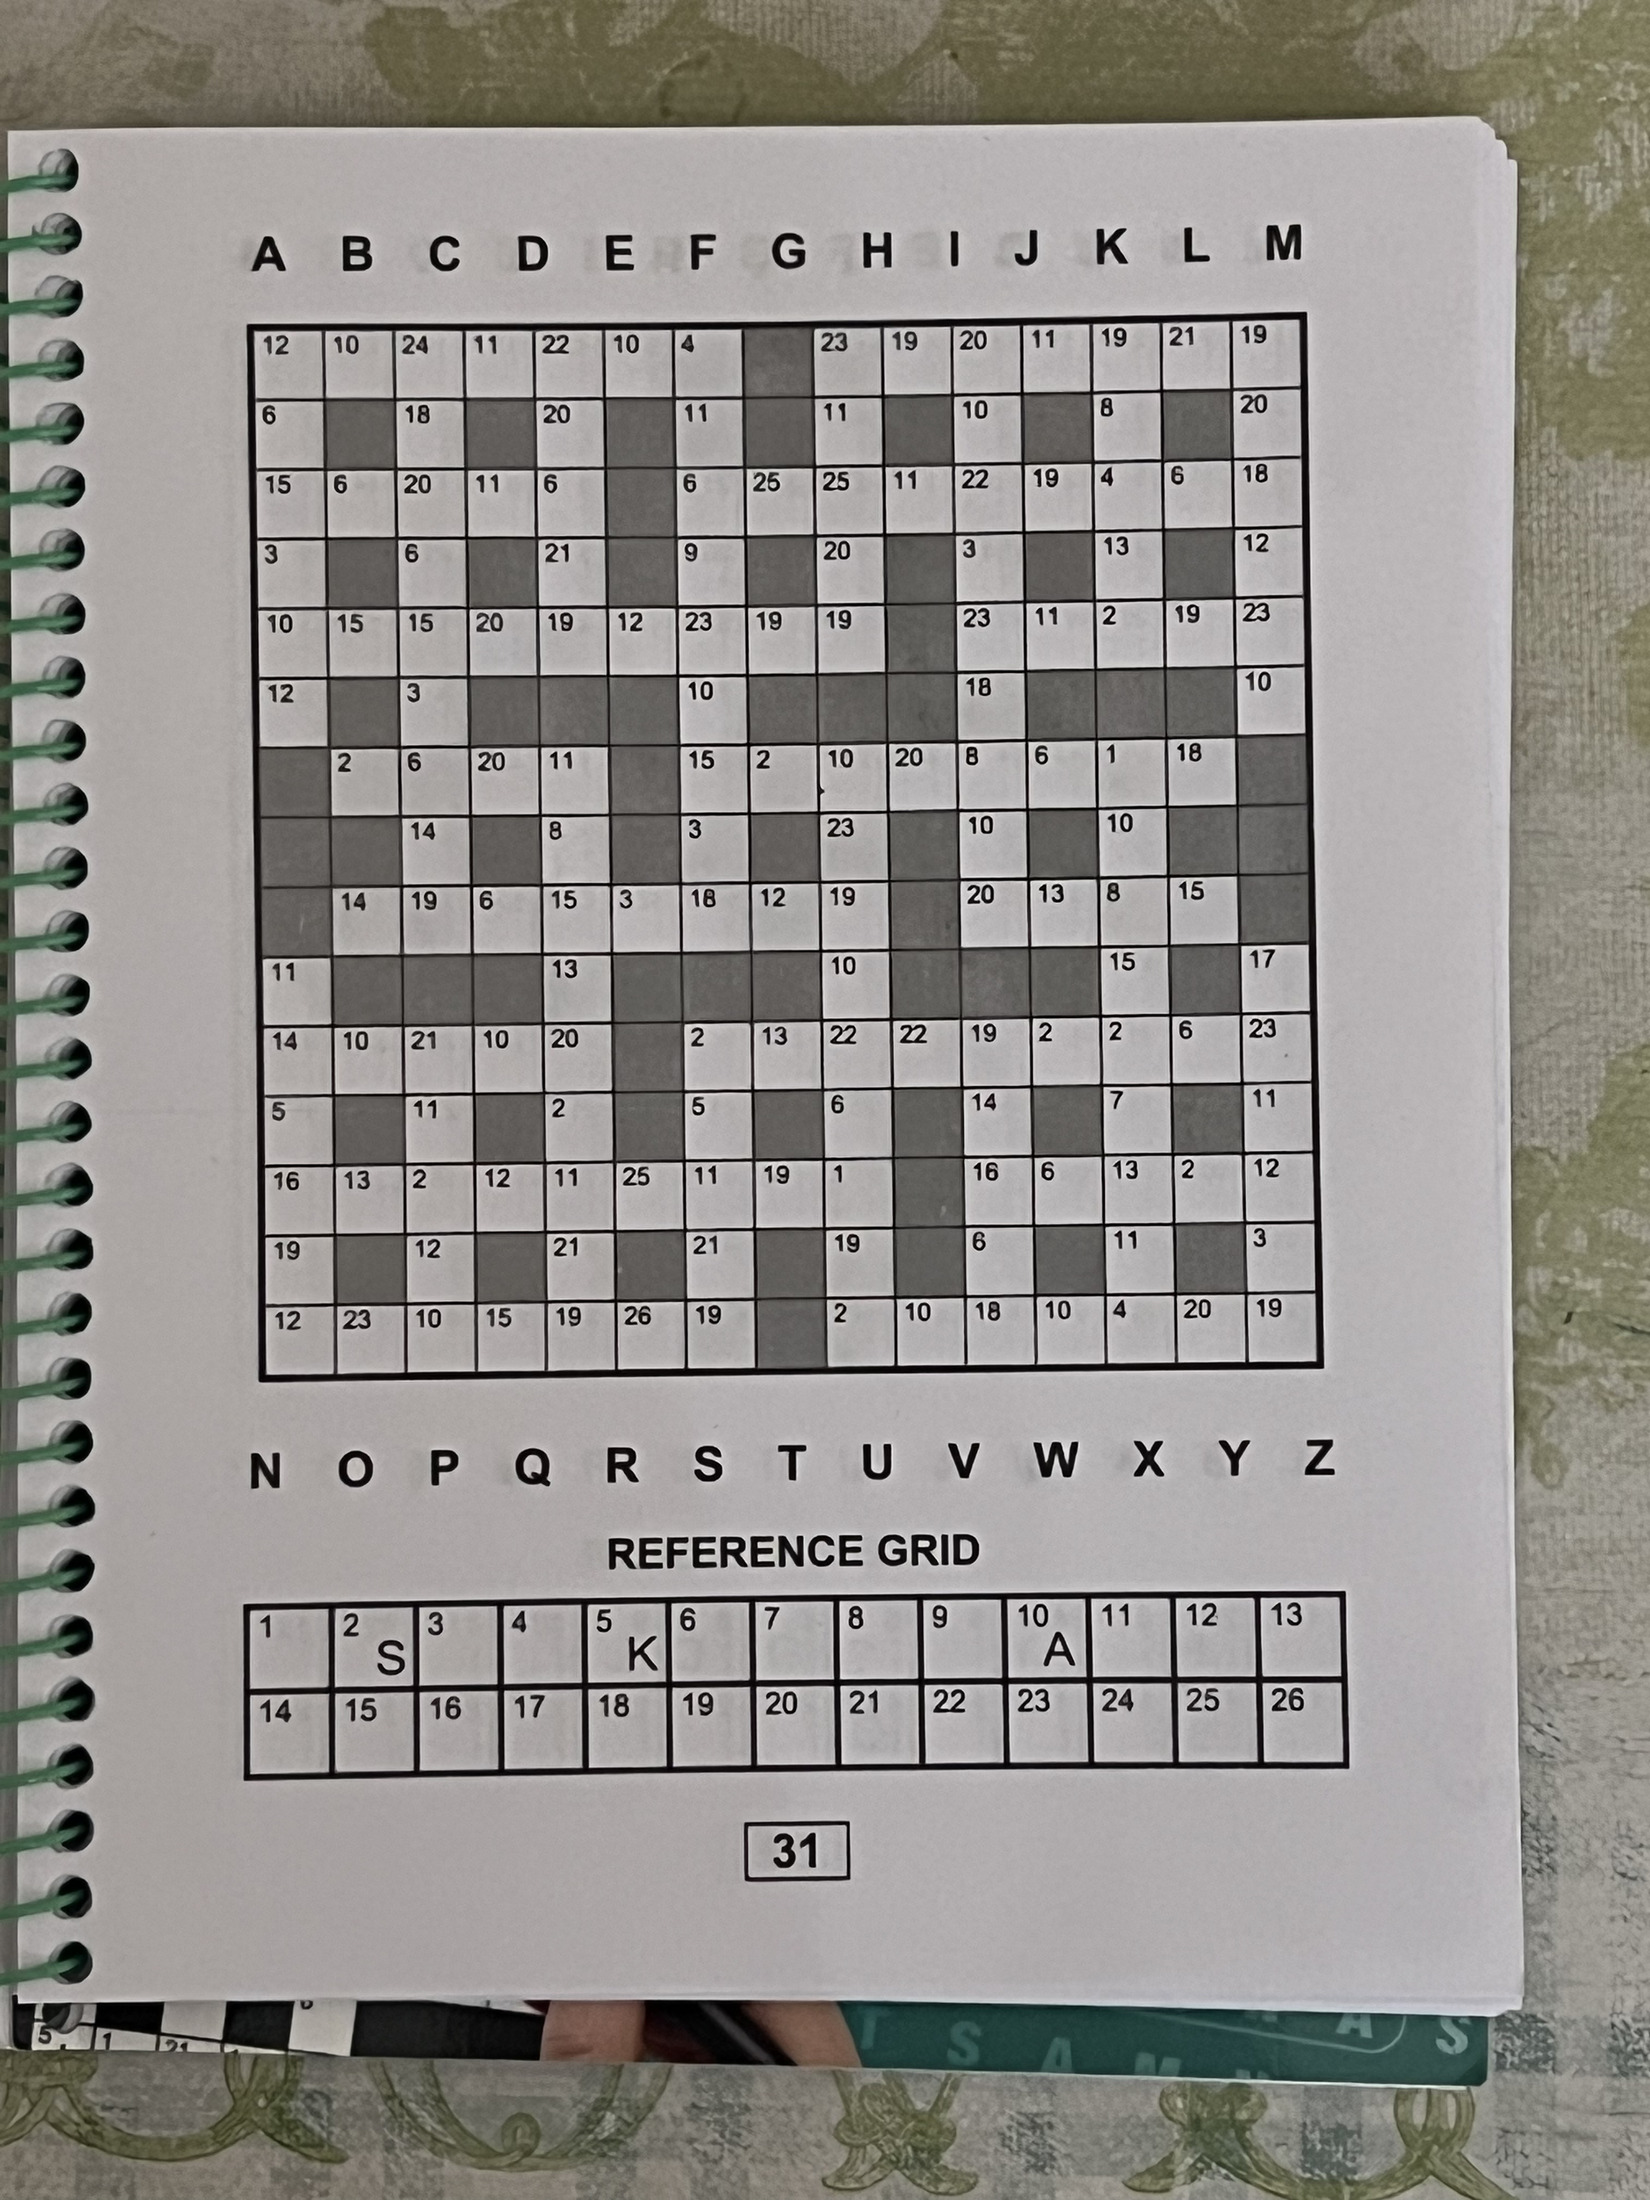 A B C D E F G H I J K L M
12 10 24 11 22 10 4 23 19 20 11 19 21 19
6 18 20 11 11 10 8 20
15 6 20 11 6 6 25 25 11 22 19 4 6 18
3 6 21 9 20 3 13 12
10 15 15 20 19 12 23 19 19 23 11 2 19 23
12 3 10 18 10
2 6 20 11 15 2 10 20 8 6 1 18
14 8 3 23 10 10
14 19 6 15 3 18 12 19 20 13 8 15
11 13 10 15 17
14 10 21 10 20 2 13 22 22 19 2 2 6 23
5 11 2 5 6 14 7 11
16 13 2 12 11 25 11 19 1 16 6 13 2 12
19 12 21 21 19 6 11 3
12 23 10 15 19 26 19 2 10 18 10 4 20 19
N O P Q R S T U V W X Y Z
REFERENCE GRID
1 2 S 3 4 5 K 6 7 8 9 10 A 11 12 13
14 15 16 17 18 19 20 21 22 23 24 25 26
31
5 1 21
T S A M A S